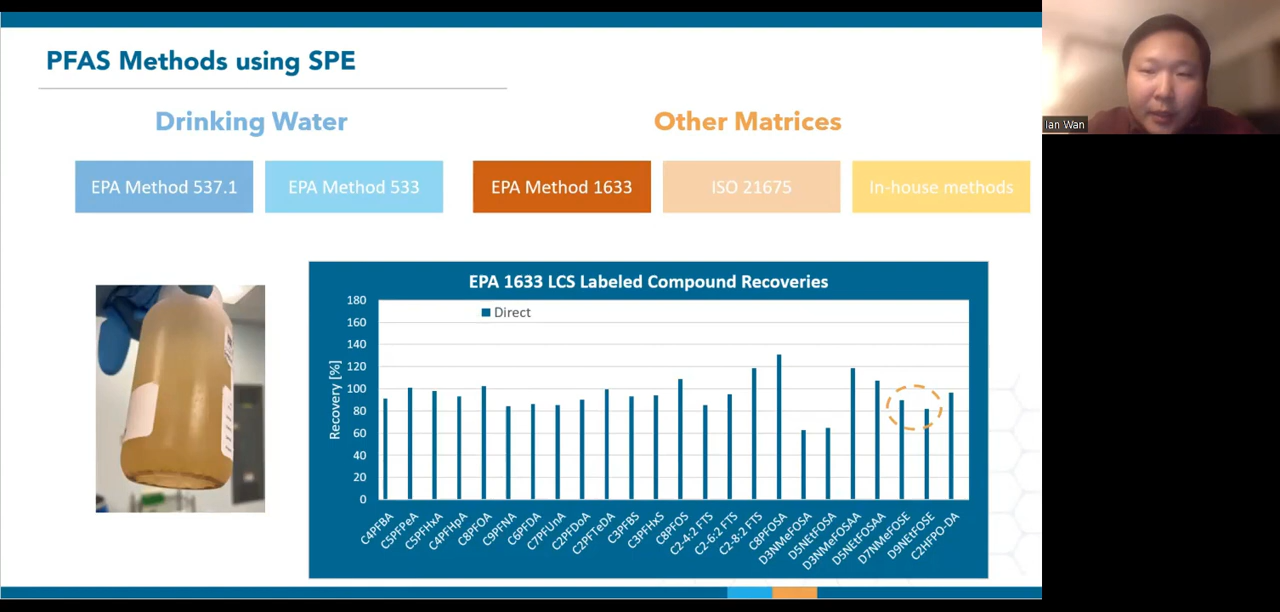 PFAS Methods using SPE
Drinking Water
Other Matrices
EPA Method 537.1
EPA Method 533
EPA Method 1633
ISO 21675
In-house methods
EPA 1633 LCS Labeled Compound Recoveries
Direct
Recovery [%]
180
160
140
120
100
80
60
40
20
0
C4PFBA
C5PFPeA
C5PFHxA
C4PFHpA
C8PFOA
C9PFNA
C6PFDA
C7PFUnA
C2PFDoA
C2PFTeDA
C3PFBS
C3PFHxS
C8PFOS
C2-4:2 FTS
C2-6:2 FTS
C2-8:2 FTS
C8PFOSA
D3NMeFOSA
D5NEtFOSA
D3NMeFOSAA
D5NEtFOSAA
D7NMeFOSE
D9NEtFOSE
C2HFPO-DA
Ian Wan